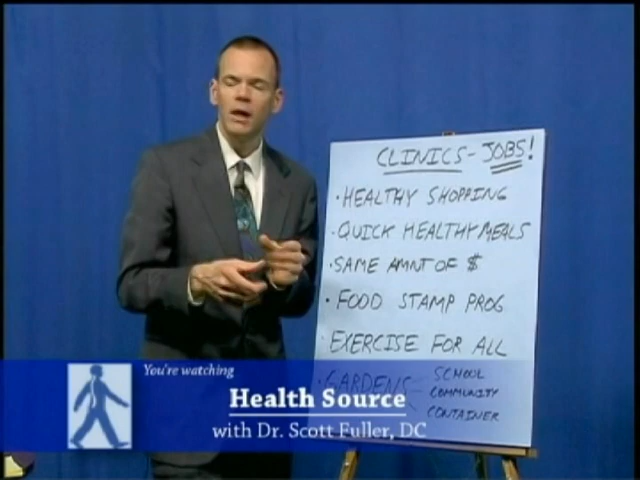 CLINICS - JOBS!
• HEALTHY SHOPPING
• QUICK HEALTHY MEALS
• SAME AMNT OF $
• FOOD STAMP PROG
• EXERCISE FOR ALL
• GARDENS - SCHOOL
COMMUNITY
CONTAINER
You're watching
Health Source
with Dr. Scott Fuller, DC